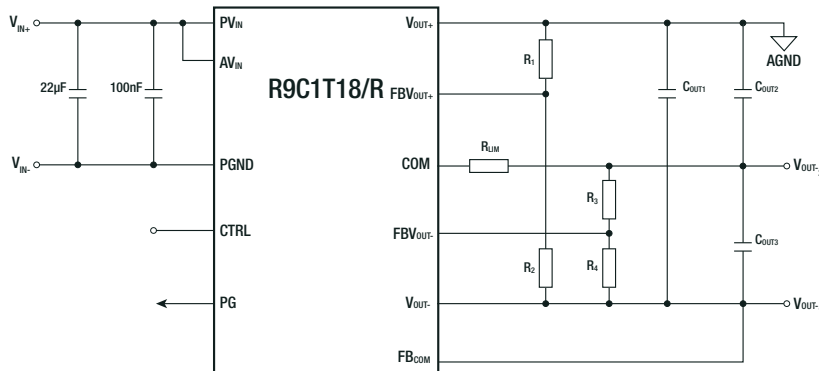 VIN+
PVIN
VOUT+
AGND
AVIN
R1
22µF
100nF
R9C1T18/R
FBVOUT+
COUT1
COUT2
VIN-
PGND
COM
RLIM
VOUT-
R3
CTRL
FBVOUT-
COUT3
R2
R4
PG
VOUT-
VOUT-
FBCOM